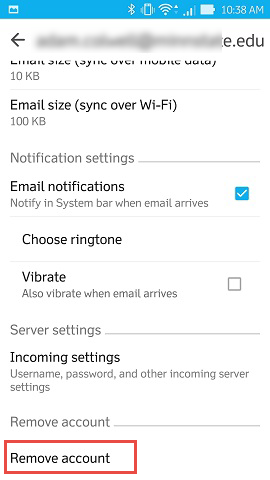 10:38 AM
e.edu
Email size (sync over mobile data)
10 KB
Email size (sync over Wi-Fi)
100 KB
Notification settings
Email notifications
Notify in System bar when email arrives
Choose ringtone
Vibrate
Also vibrate when email arrives
Server settings
Incoming settings
Username, password, and other incoming server
settings
Remove account
Remove account